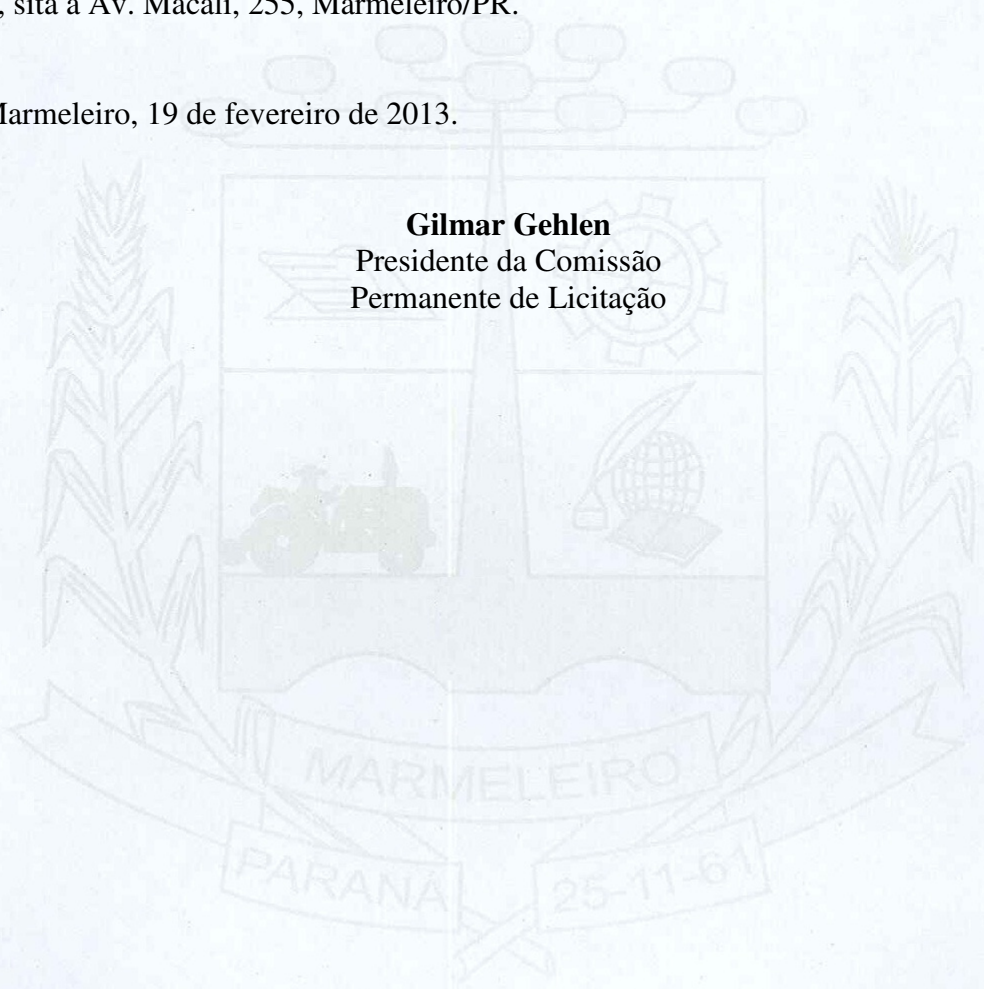 , sita à Av. Macali, 255, Marmeleiro/PR.
Marmeleiro, 19 de fevereiro de 2013.
Gilmar Gehlen
Presidente da Comissão
Permanente de Licitação
MARMELEIRO
PARANÁ
25-11-61